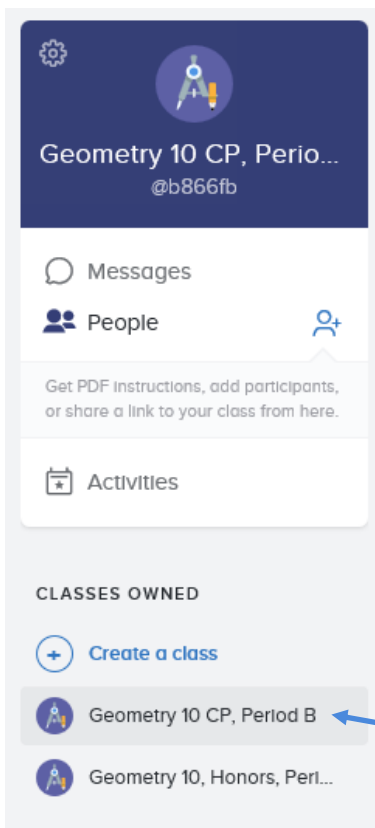 Geometry 10 CP, Perio...
@b866fb
Messages
People
Get PDF instructions, add participants,
or share a link to your class from here.
Activities
CLASSES OWNED
Create a class
Geometry 10 CP, Period B
Geometry 10, Honors, Peri...